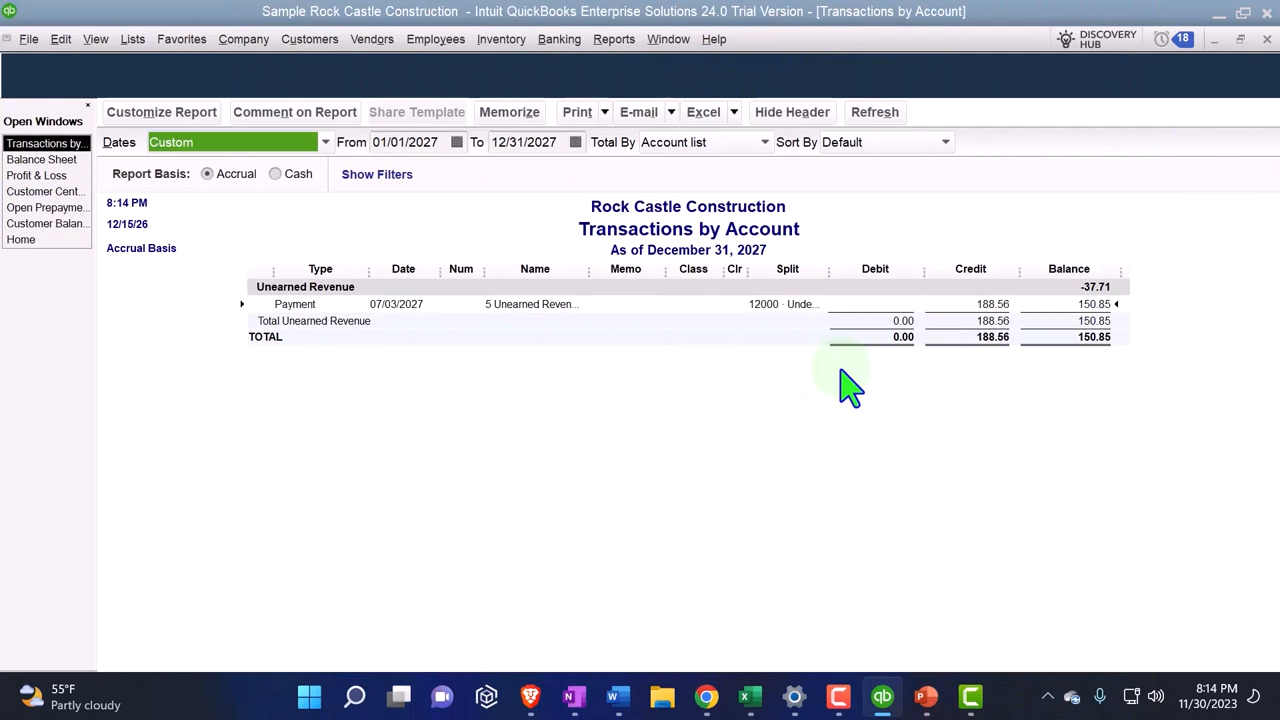 Sample Rock Castle Construction - Intuit QuickBooks Enterprise Solutions 24.0 Trial Version - [Transactions by Account]
File Edit View Lists Favorites Company Customers Vendors Employees Inventory Banking Reports Window Help DISCOVERY HUB 18
Customize Report Comment on Report Share Template Memorize Print E-mail Excel Hide Header Refresh
Open Windows
Dates Custom From 01/01/2027 To 12/31/2027 Total By Account list Sort By Default
Transactions by...
Balance Sheet
Profit & Loss
Customer Cent...
Open Prepayme...
Customer Balan...
Home
Report Basis: Accrual Cash Show Filters
8:14 PM
12/15/26
Accrual Basis
Rock Castle Construction
Transactions by Account
As of December 31, 2027
Type Date Num Name Memo Class Clr Split Debit Credit Balance
Unearned Revenue -37.71
Payment 07/03/2027 5 Unearned Reven... 12000 · Unde... 188.56 150.85
Total Unearned Revenue 0.00 188.56 150.85
TOTAL 0.00 188.56 150.85
55°F
Partly cloudy
8:14 PM
11/30/2023